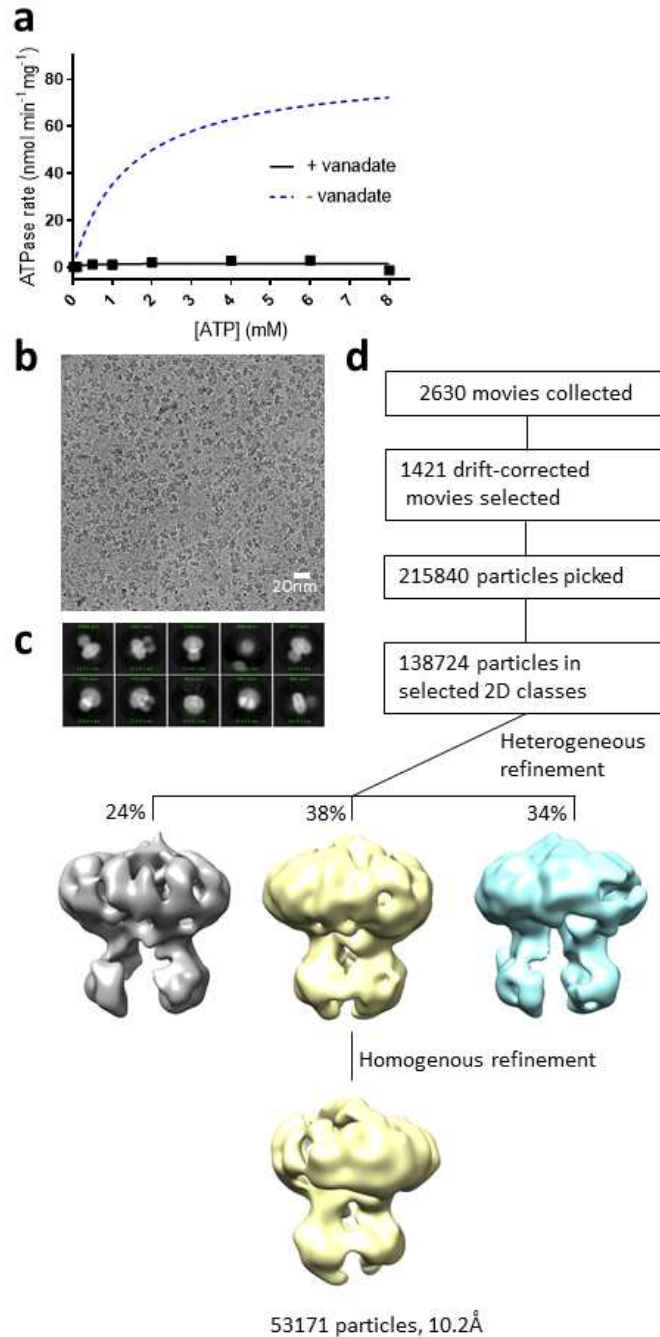 a
ATPase rate (nmol min⁻¹ mg⁻¹)
80
60
40
20
0
+ vanadate
- vanadate
0
1
2
3
4
5
6
7
8
[ATP] (mM)
b
20nm
c
d
2630 movies collected
1421 drift-corrected
movies selected
215840 particles picked
138724 particles in
selected 2D classes
Heterogeneous
refinement
24%
38%
34%
Homogenous refinement
53171 particles, 10.2Å